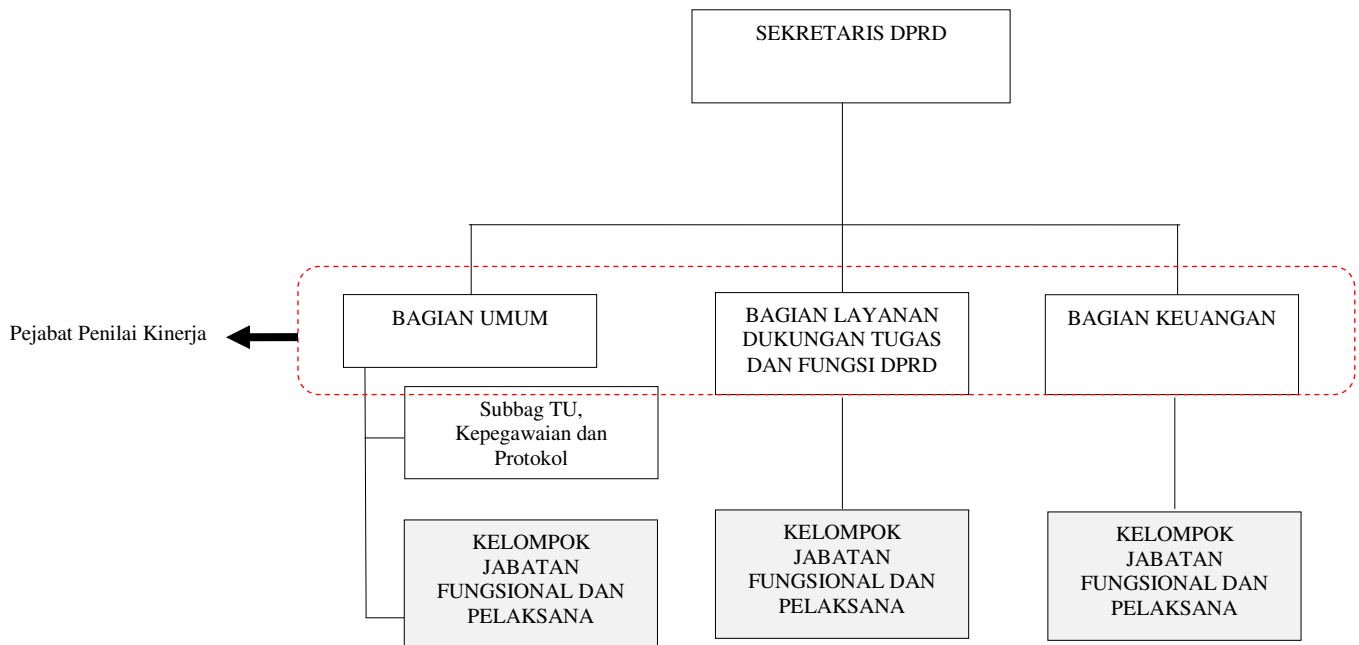 SEKRETARIS DPRD
Pejabat Penilai Kinerja
BAGIAN UMUM
BAGIAN LAYANAN
DUKUNGAN TUGAS
DAN FUNGSI DPRD
BAGIAN KEUANGAN
Subbag TU,
Kepegawaian dan
Protokol
KELOMPOK
JABATAN
FUNGSIONAL DAN
PELAKSANA
KELOMPOK
JABATAN
FUNGSIONAL DAN
PELAKSANA
KELOMPOK
JABATAN
FUNGSIONAL DAN
PELAKSANA